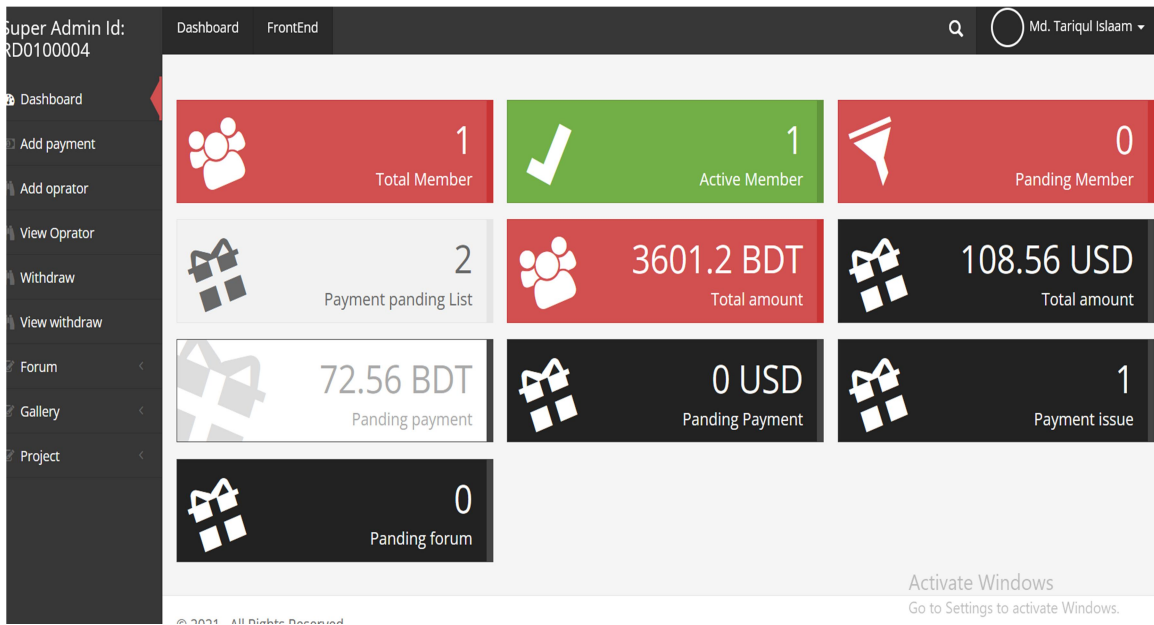 Super Admin Id:
RD0100004
Dashboard
FrontEnd
Md. Tariqul Islaam
Dashboard
Add payment
Add oprator
View Oprator
Withdraw
View withdraw
Forum
Gallery
Project
1
Total Member
1
Active Member
0
Panding Member
2
Payment panding List
3601.2 BDT
Total amount
108.56 USD
Total amount
72.56 BDT
Panding payment
0 USD
Panding Payment
1
Payment issue
0
Panding forum
Activate Windows
Go to Settings to activate Windows.
© 2021 All Rights Reserved